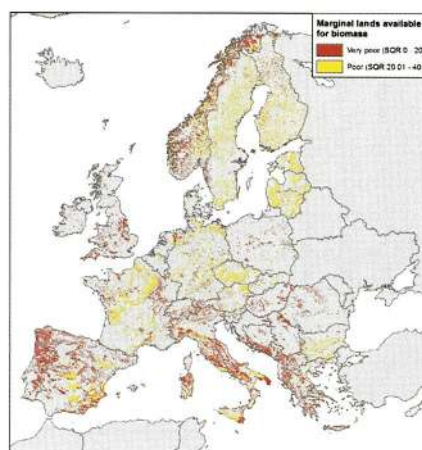 Marginal lands available
for biomass
Very poor (SQR 0 - 20
Poor (SQR 20.01 - 40